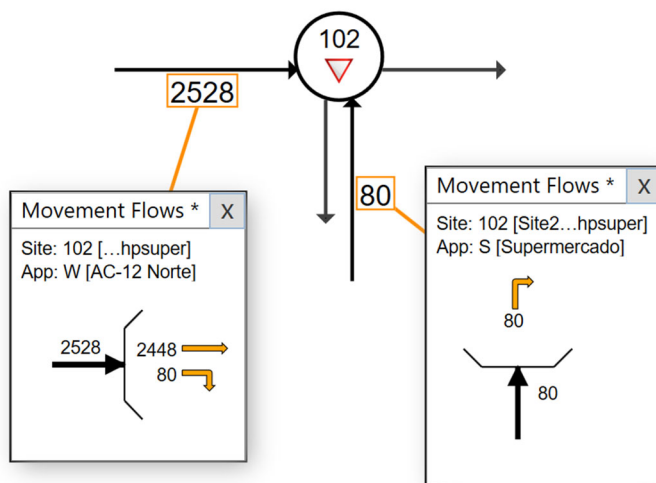 102
2528
80
Movement Flows * X
Site: 102 [...hpsuper]
App: W [AC-12 Norte]
2528
2448
80
Movement Flows * X
Site: 102 [Site2...hpsuper]
App: S [Supermercado]
80
80